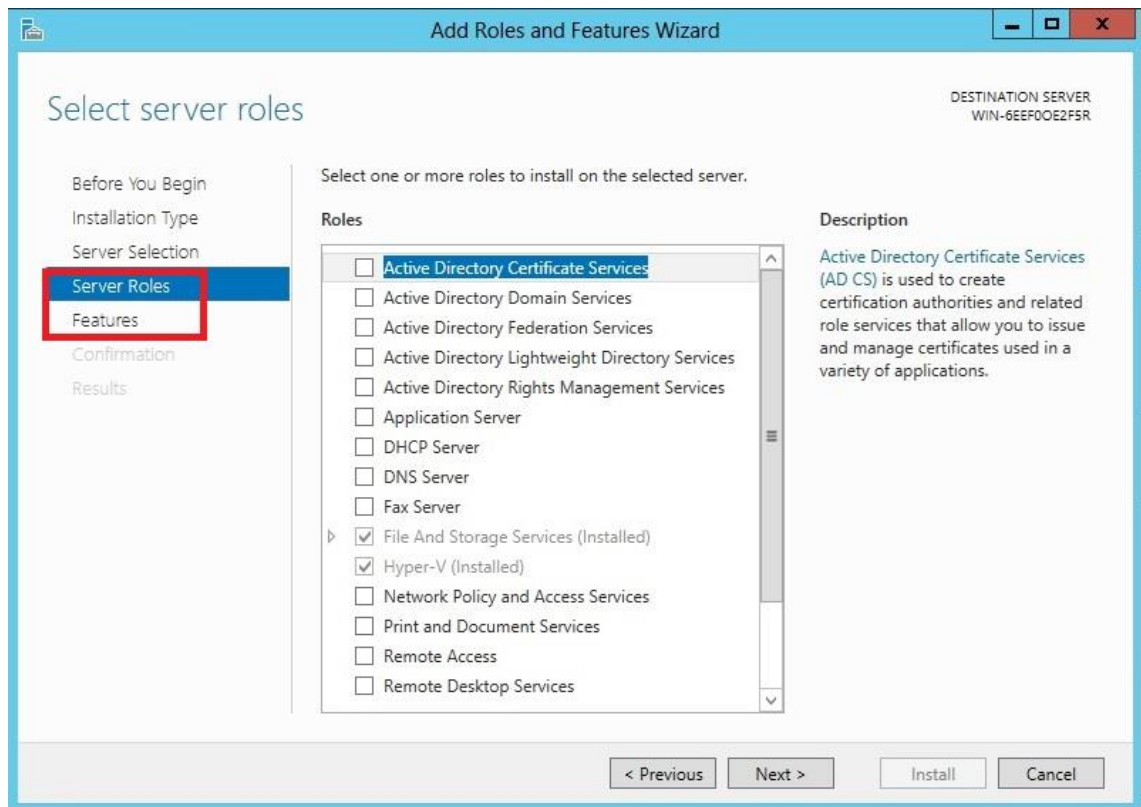 Add Roles and Features Wizard
Select server roles
DESTINATION SERVER
WIN-6EEF0OE2F5R
Before You Begin
Installation Type
Server Selection
Server Roles
Features
Confirmation
Results
Select one or more roles to install on the selected server.
Roles
Active Directory Certificate Services
Active Directory Domain Services
Active Directory Federation Services
Active Directory Lightweight Directory Services
Active Directory Rights Management Services
Application Server
DHCP Server
DNS Server
Fax Server
File And Storage Services (Installed)
Hyper-V (Installed)
Network Policy and Access Services
Print and Document Services
Remote Access
Remote Desktop Services
Description
Active Directory Certificate Services
(AD CS) is used to create
certification authorities and related
role services that allow you to issue
and manage certificates used in a
variety of applications.
< Previous
Next >
Install
Cancel